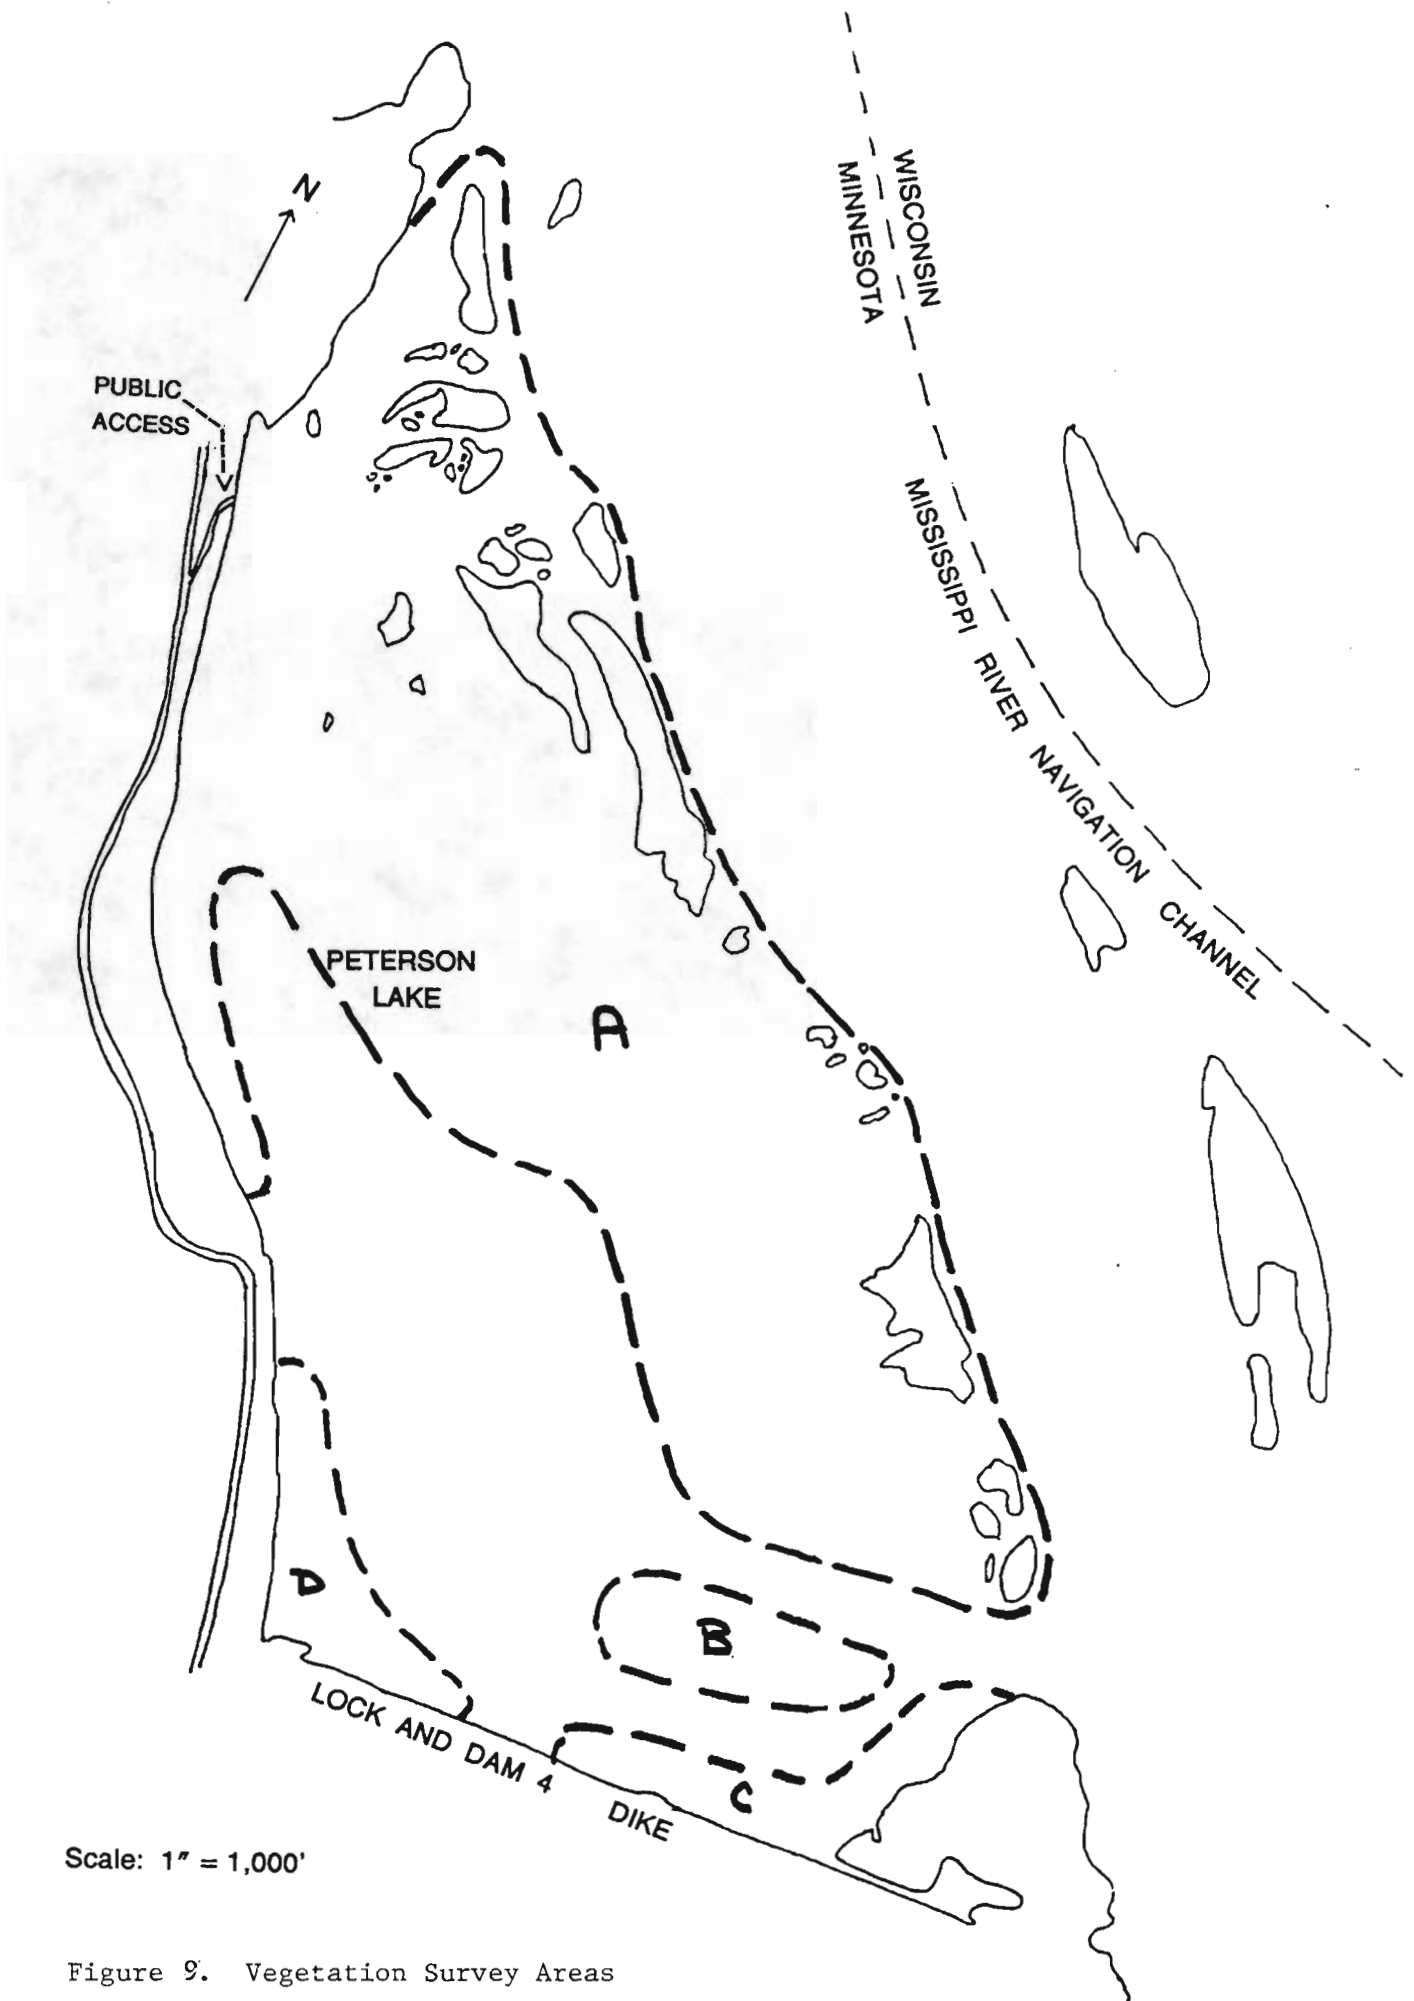 N
WISCONSIN
MINNESOTA
PUBLIC
ACCESS
MISSISSIPPI RIVER NAVIGATION CHANNEL
PETERSON
LAKE
A
D
B
C
LOCK AND DAM 4 DIKE
Scale: 1" = 1,000'
Figure 9. Vegetation Survey Areas